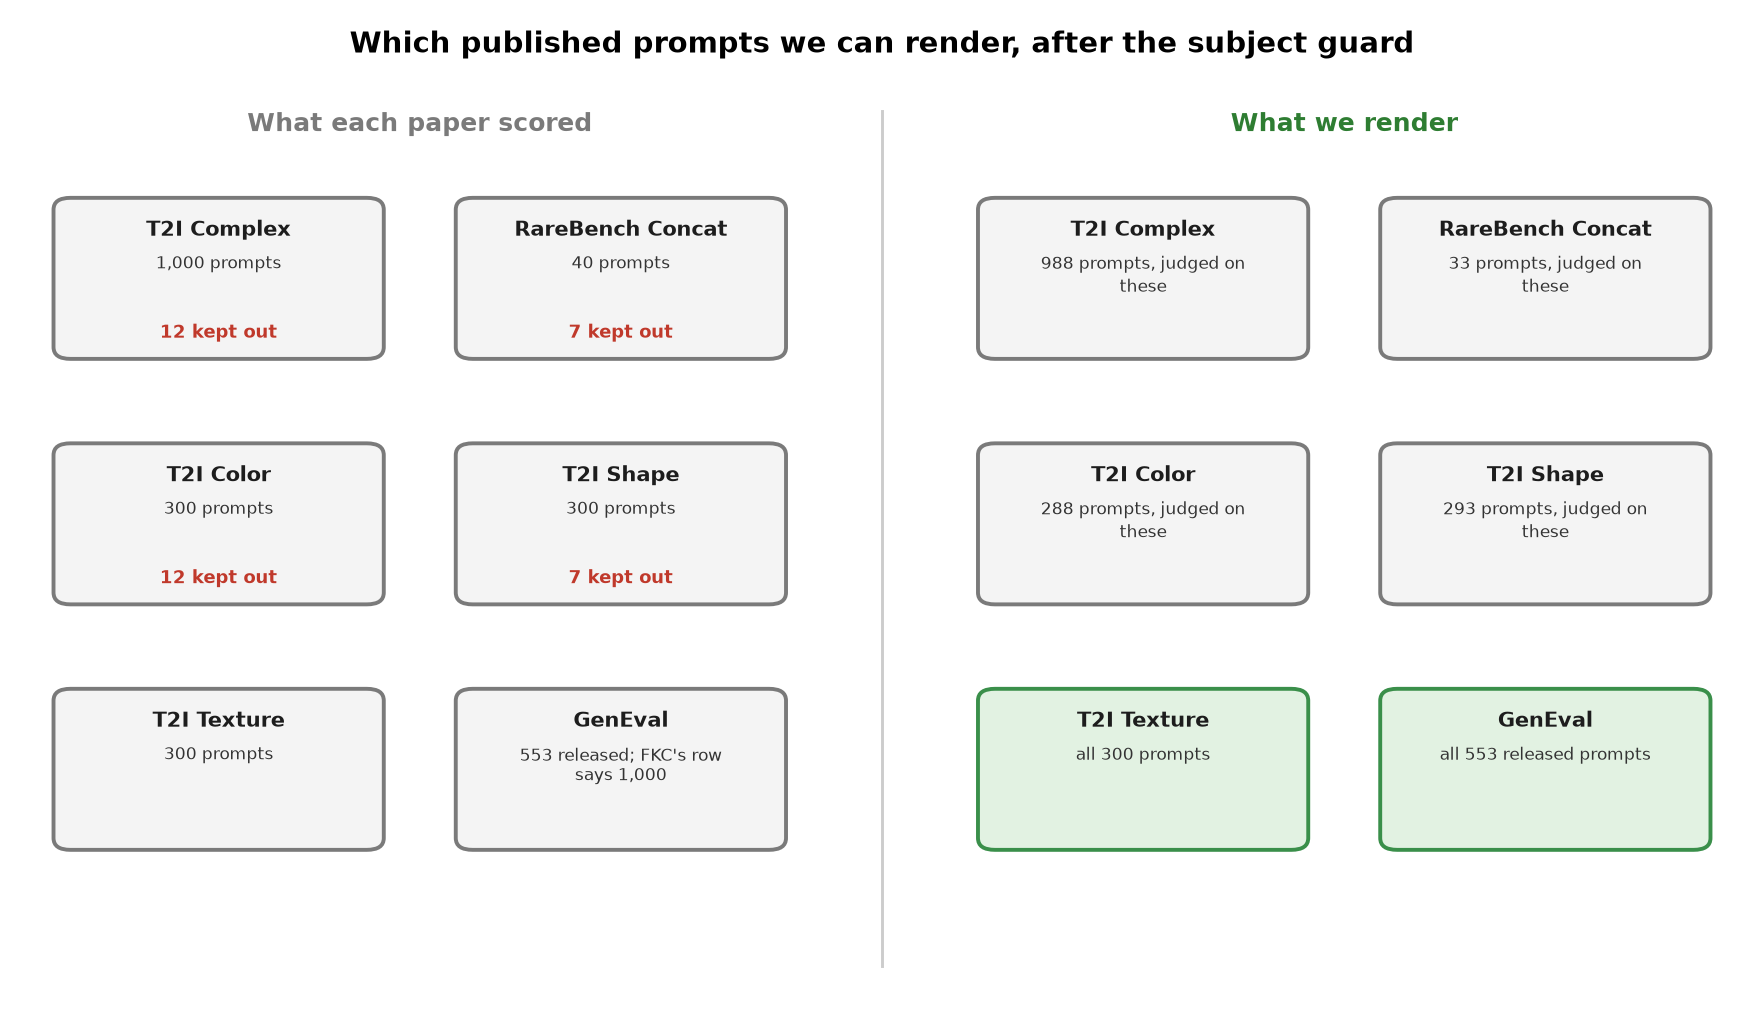 Which published prompts we can render, after the subject guard
What each paper scored
T2I Complex
1,000 prompts
12 kept out
RareBench Concat
40 prompts
7 kept out
T2I Color
300 prompts
12 kept out
T2I Shape
300 prompts
7 kept out
T2I Texture
300 prompts
GenEval
553 released; FKC's row
says 1,000
What we render
T2I Complex
988 prompts, judged on
these
RareBench Concat
33 prompts, judged on
these
T2I Color
288 prompts, judged on
these
T2I Shape
293 prompts, judged on
these
T2I Texture
all 300 prompts
GenEval
all 553 released prompts